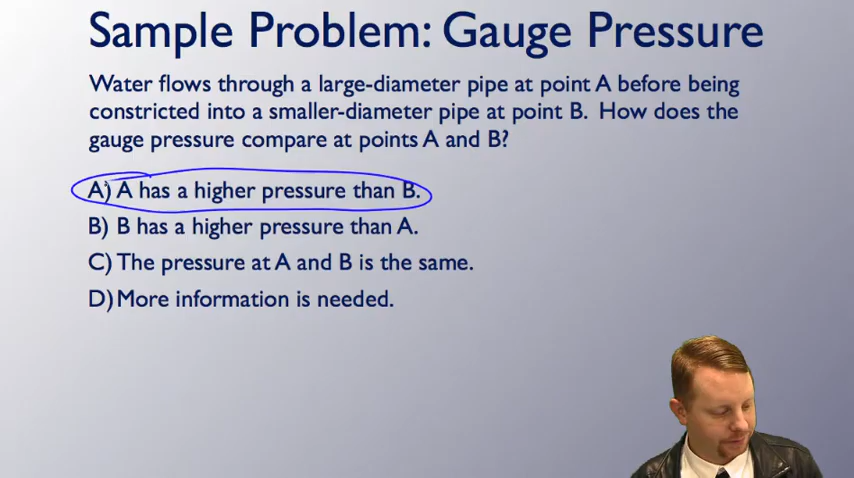 Sample Problem: Gauge Pressure
Water flows through a large-diameter pipe at point A before being
constricted into a smaller-diameter pipe at point B. How does the
gauge pressure compare at points A and B?
A) A has a higher pressure than B.
B) B has a higher pressure than A.
C) The pressure at A and B is the same.
D) More information is needed.